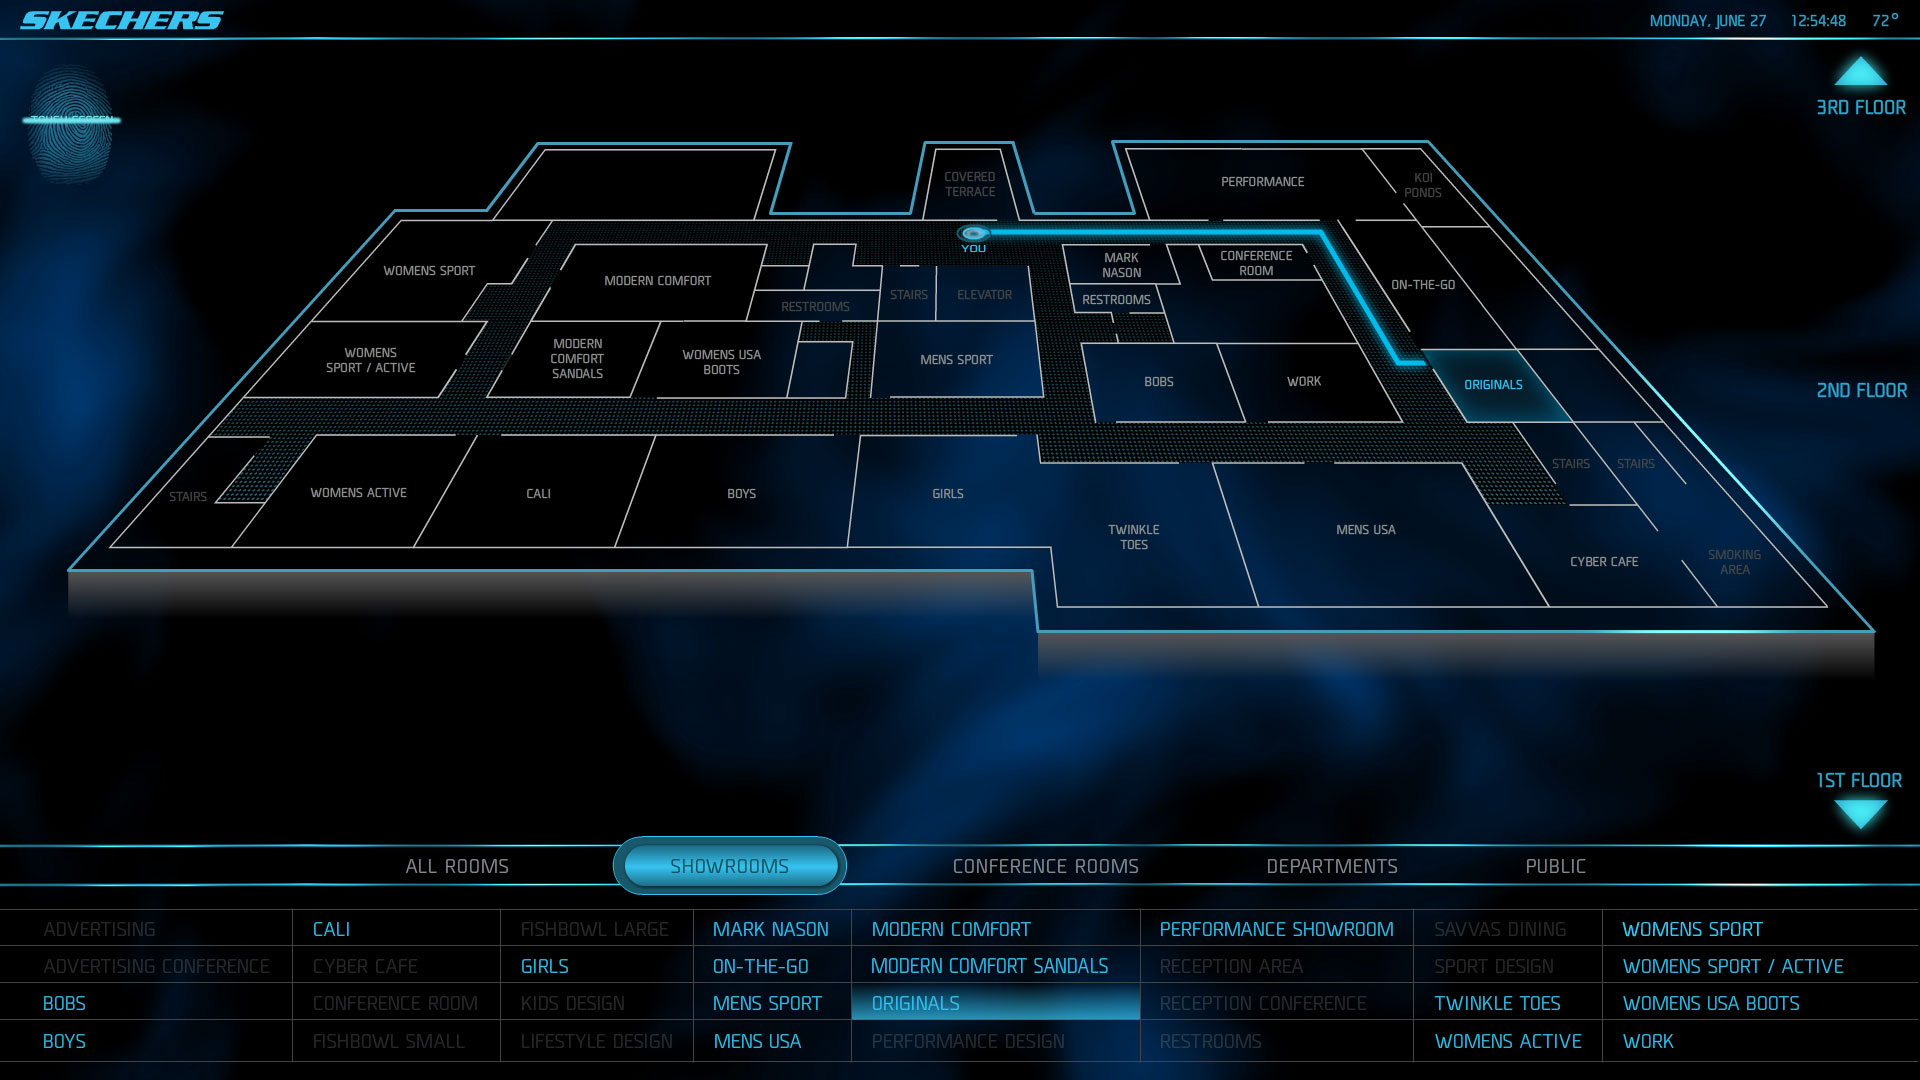 SKECHERS
MONDAY, JUNE 27 12:54:48 72°
TOUCH SCREEN
3RD FLOOR
COVERED
TERRACE
PERFORMANCE
KOI
PONDS
YOU
WOMENS SPORT
MODERN COMFORT
MARK
NASON
CONFERENCE
ROOM
ON-THE-GO
RESTROOMS
STAIRS
ELEVATOR
RESTROOMS
WOMENS
SPORT / ACTIVE
MODERN
COMFORT
SANDALS
WOMENS USA
BOOTS
MENS SPORT
BOBS
WORK
ORIGINALS
2ND FLOOR
STAIRS
WOMENS ACTIVE
CALI
BOYS
GIRLS
TWINKLE
TOES
MENS USA
STAIRS
STAIRS
CYBER CAFE
SMOKING
AREA
1ST FLOOR
ALL ROOMS SHOWROOMS CONFERENCE ROOMS DEPARTMENTS PUBLIC
ADVERTISING CALI FISHBOWL LARGE MARK NASON MODERN COMFORT PERFORMANCE SHOWROOM SAVVAS DINING WOMENS SPORT
ADVERTISING CONFERENCE CYBER CAFE GIRLS ON-THE-GO MODERN COMFORT SANDALS RECEPTION AREA SPORT DESIGN WOMENS SPORT / ACTIVE
BOBS CONFERENCE ROOM KIDS DESIGN MENS SPORT ORIGINALS RECEPTION CONFERENCE TWINKLE TOES WOMENS USA BOOTS
BOYS FISHBOWL SMALL LIFESTYLE DESIGN MENS USA PERFORMANCE DESIGN RESTROOMS WOMENS ACTIVE WORK